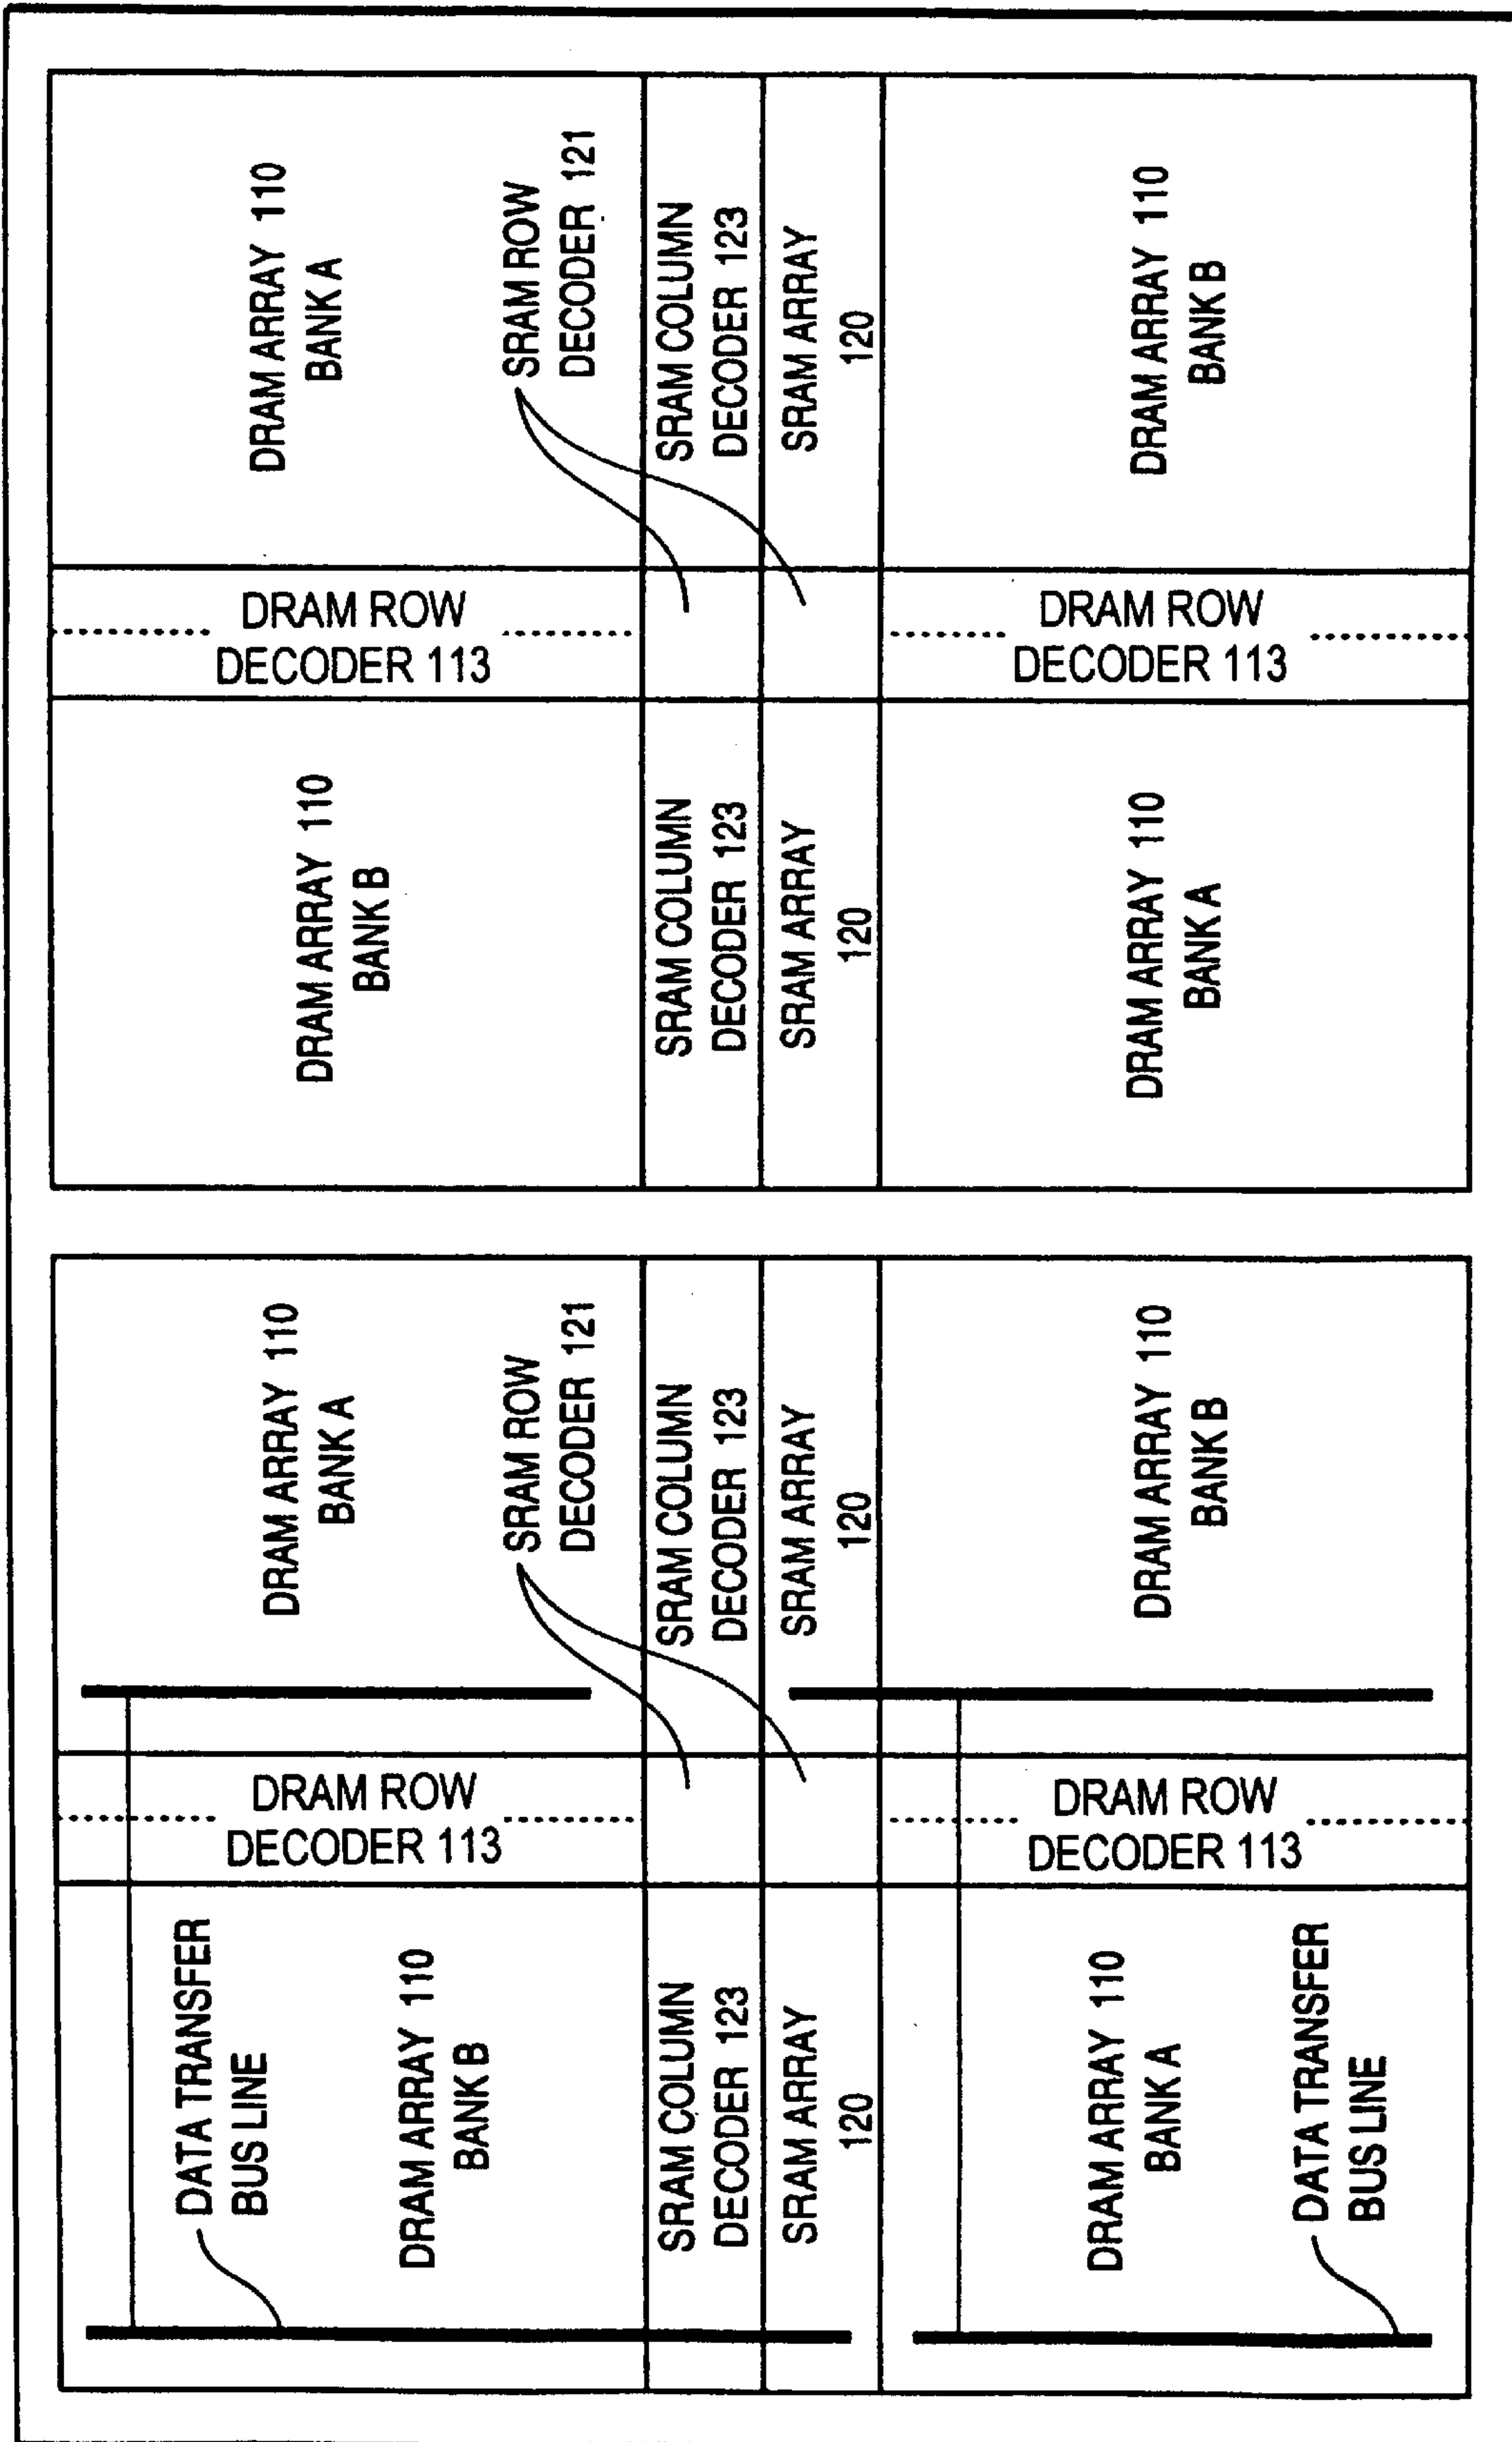 DRAM ARRAY 110
BANK A
SRAM ROW
DECODER 121
SRAM COLUMN
DECODER 123
SRAM ARRAY
120
DRAM ARRAY 110
BANK B
DRAM ROW
DECODER 113
DRAM ROW
DECODER 113
DRAM ARRAY 110
BANK B
SRAM COLUMN
DECODER 123
SRAM ARRAY
120
DRAM ARRAY 110
BANK A
DRAM ARRAY 110
BANK A
SRAM ROW
DECODER 121
SRAM COLUMN
DECODER 123
SRAM ARRAY
120
DRAM ARRAY 110
BANK B
DRAM ROW
DECODER 113
DRAM ROW
DECODER 113
DATA TRANSFER
BUS LINE
DRAM ARRAY 110
BANK B
SRAM COLUMN
DECODER 123
SRAM ARRAY
120
DRAM ARRAY 110
BANK A
DATA TRANSFER
BUS LINE